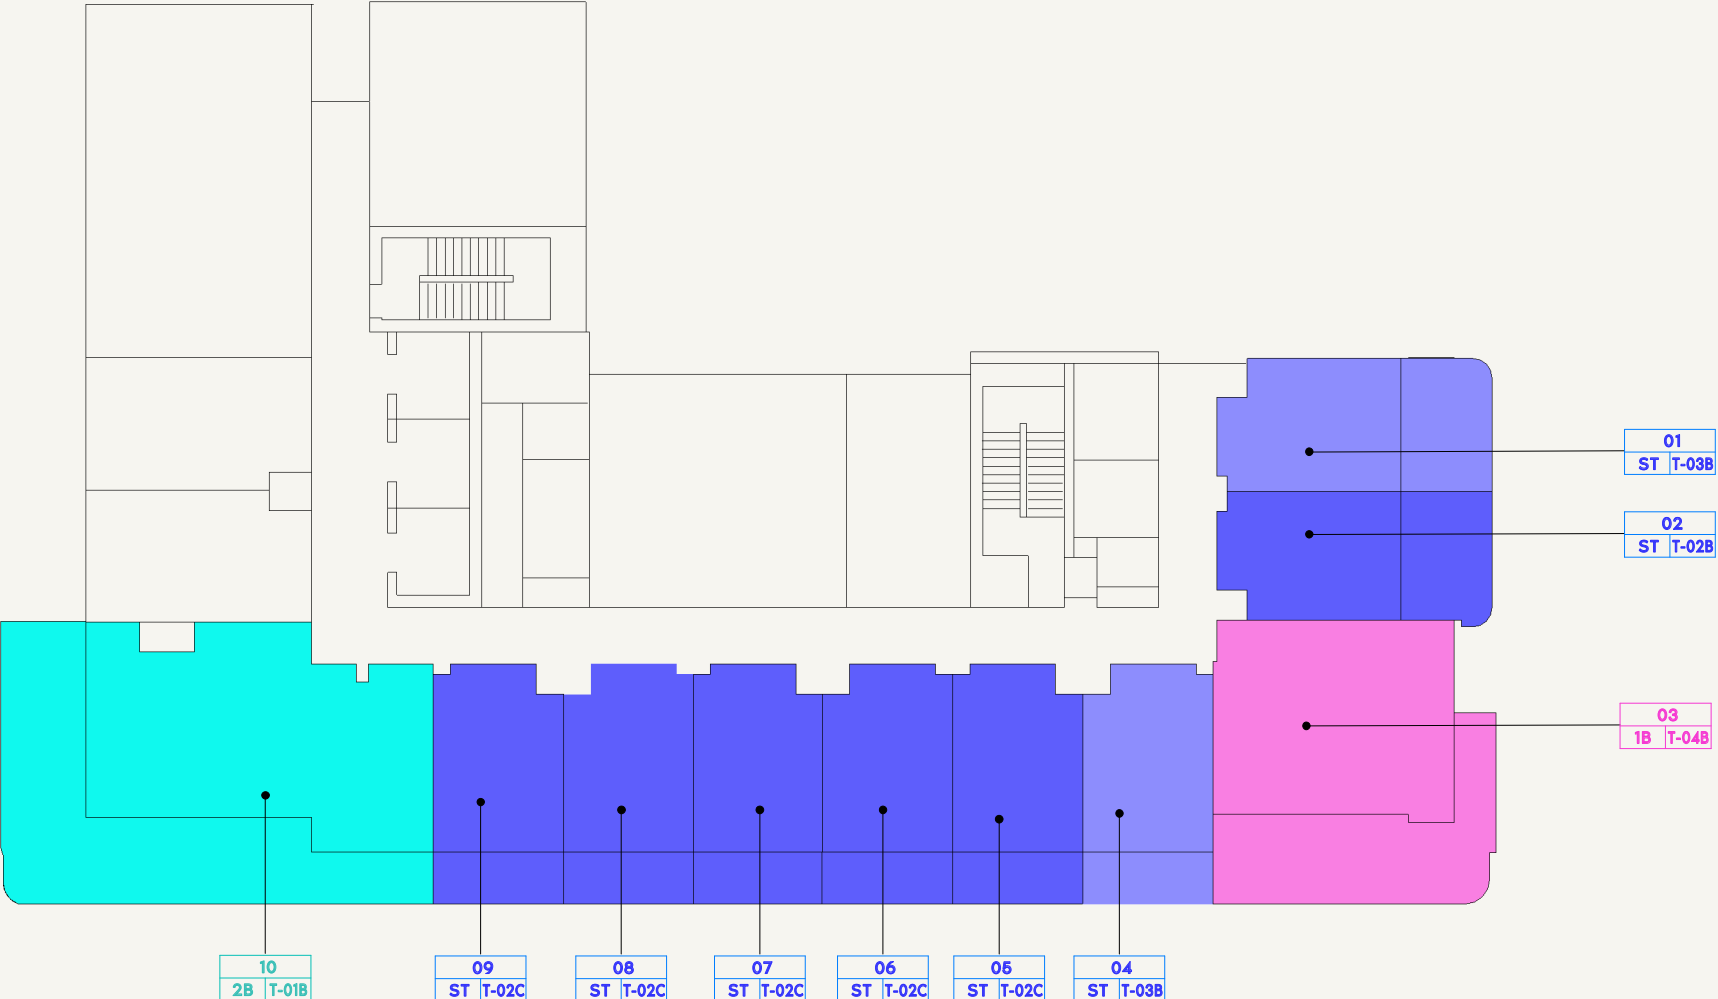 01
ST T-03B
02
ST T-02B
03
1B T-04B
10
2B T-01B
09
ST T-02C
08
ST T-02C
07
ST T-02C
06
ST T-02C
05
ST T-02C
04
ST T-03B